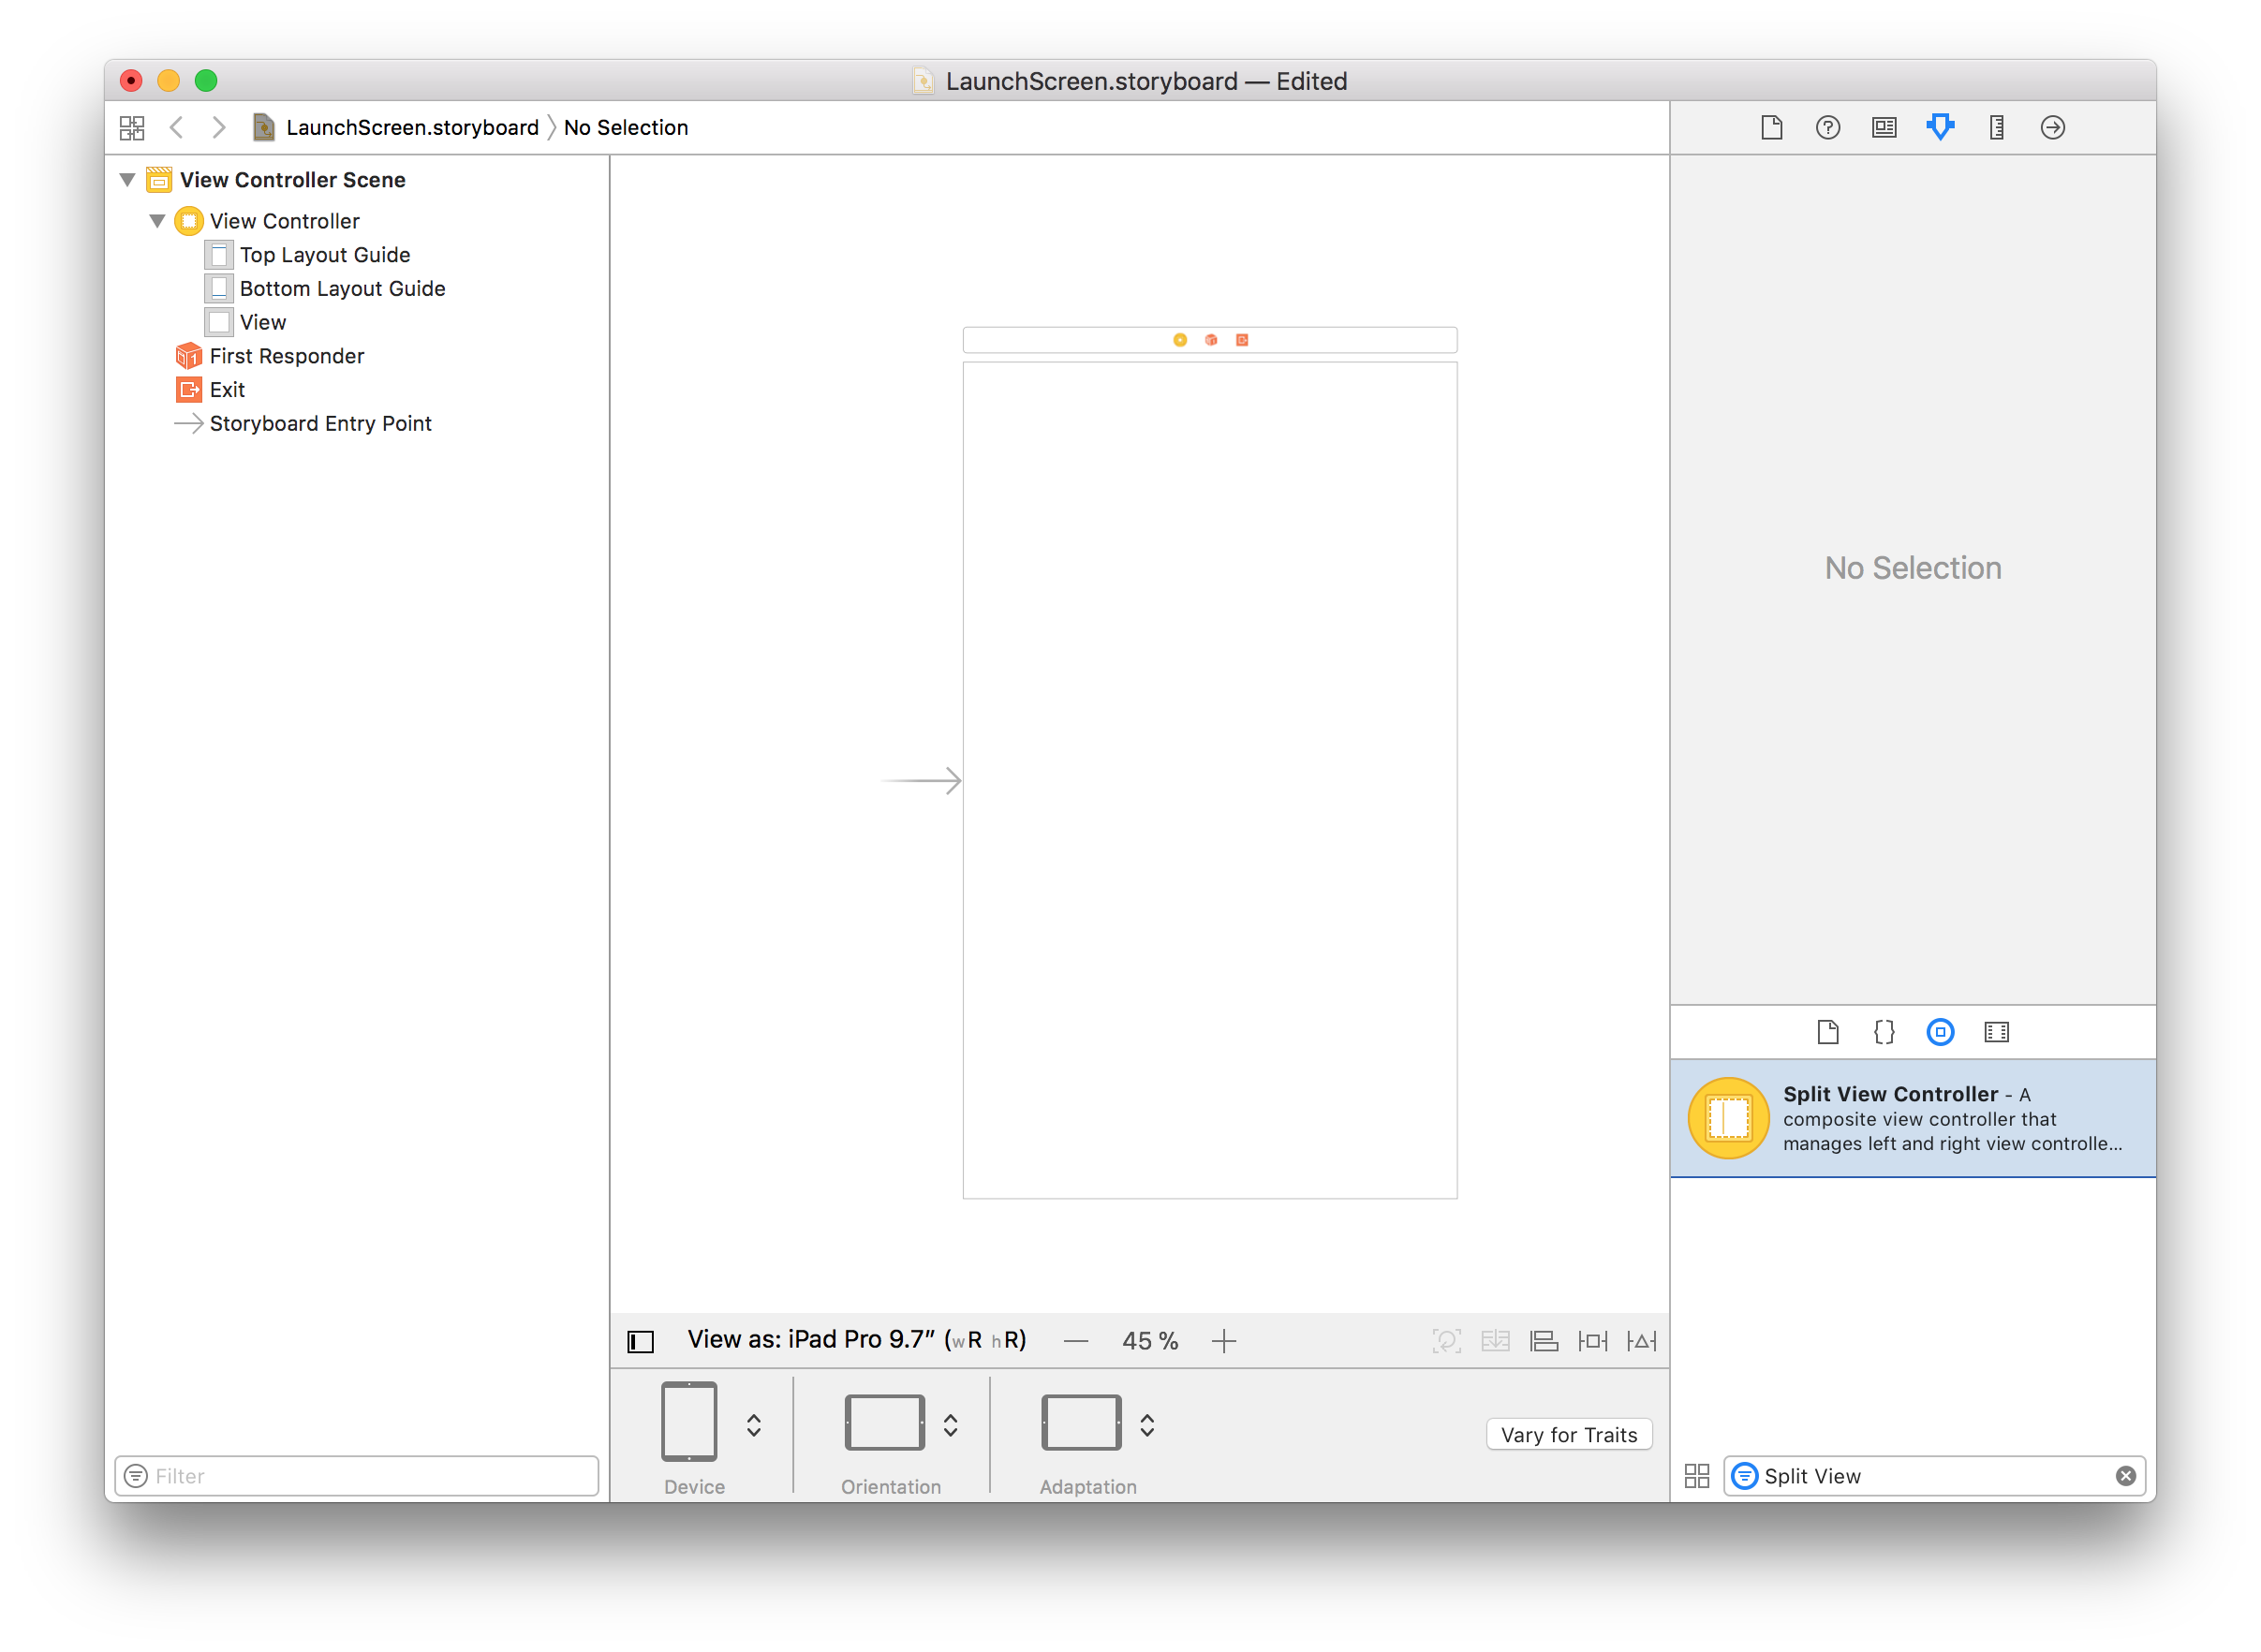 LaunchScreen.storyboard — Edited
LaunchScreen.storyboard
No Selection
View Controller Scene
View Controller
Top Layout Guide
Bottom Layout Guide
View
First Responder
Exit
Storyboard Entry Point
No Selection
Split View Controller - A
composite view controller that
manages left and right view controlle...
View as: iPad Pro 9.7” (wR hR)
45 %
Vary for Traits
Device
Orientation
Adaptation
Filter
Split View